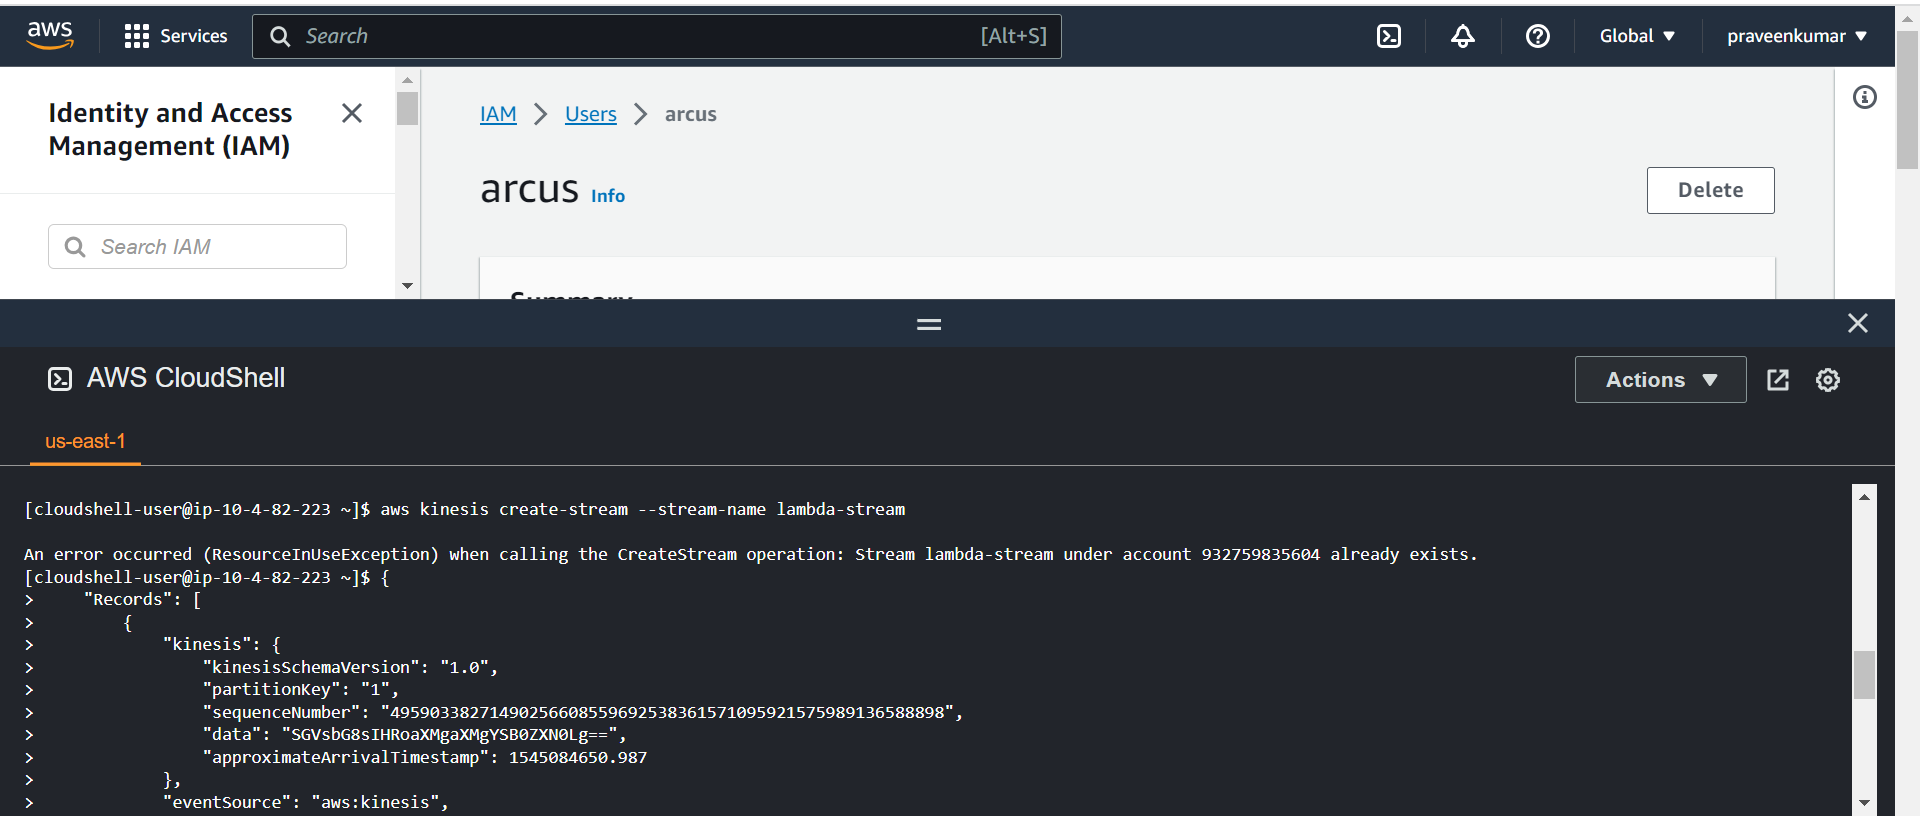 aws
Services
Search
[Alt+S]
Global
praveenkumar
Identity and Access
Management (IAM)
Search IAM
IAM
Users
arcus
arcus Info
Delete
Summary
AWS CloudShell
Actions
us-east-1
[cloudshell-user@ip-10-4-82-223 ~]$ aws kinesis create-stream --stream-name lambda-stream
An error occurred (ResourceInUseException) when calling the CreateStream operation: Stream lambda-stream under account 932759835604 already exists.
[cloudshell-user@ip-10-4-82-223 ~]$ {
> "Records": [
> {
> "kinesis": {
> "kinesisSchemaVersion": "1.0",
> "partitionKey": "1",
> "sequenceNumber": "49590338271490256608559692538361571095921575989136588898",
> "data": "SGVsbG8sIHRoaXMgaXMgYSB0ZXN0Lg==",
> "approximateArrivalTimestamp": 1545084650.987
> },
> "eventSource": "aws:kinesis",